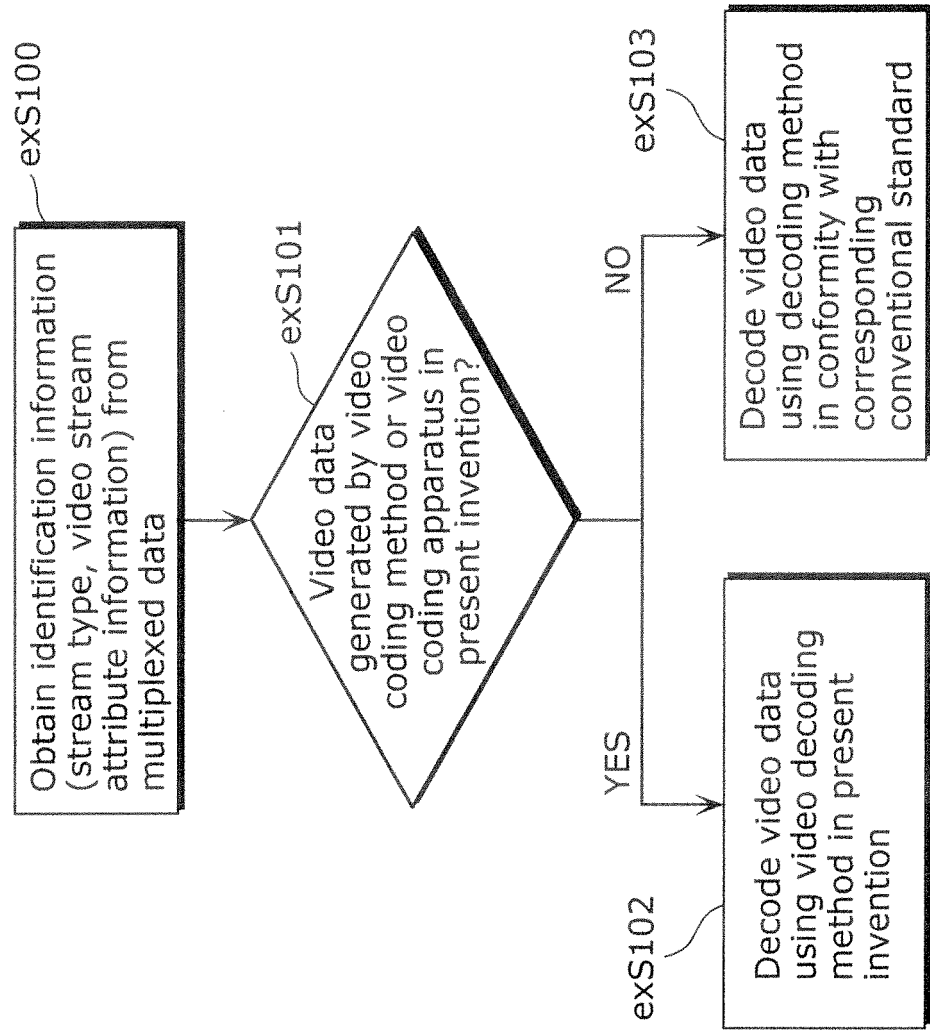 exS100
Obtain identification information
(stream type, video stream
attribute information) from
multiplexed data
exS101
Video data
generated by video
coding method or video
coding apparatus in
present invention?
YES
NO
exS102
Decode video data
using video decoding
method in present
invention
exS103
Decode video data
using decoding method
in conformity with
corresponding
conventional standard